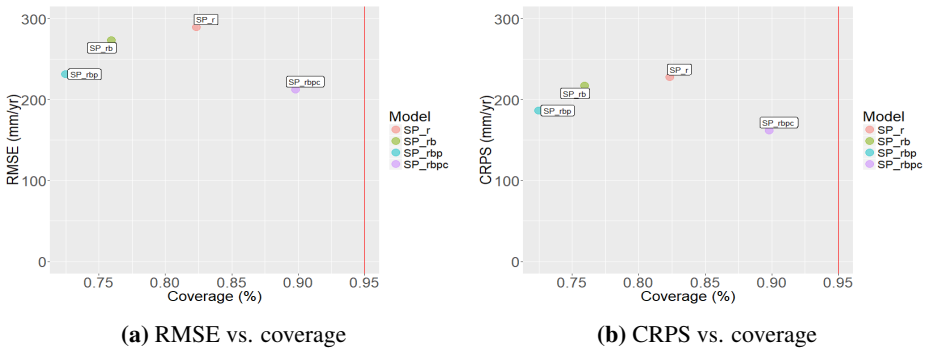 300
200
100
0
RMSE (mm/yr)
SP_r
SP_rb
SP_rbp
SP_rbpc
0.75 0.80 0.85 0.90 0.95
Coverage (%)
Model
SP_r
SP_rb
SP_rbp
SP_rbpc
(a) RMSE vs. coverage
300
200
100
0
CRPS (mm/yr)
SP_r
SP_rb
SP_rbp
SP_rbpc
0.75 0.80 0.85 0.90 0.95
Coverage (%)
Model
SP_r
SP_rb
SP_rbp
SP_rbpc
(b) CRPS vs. coverage